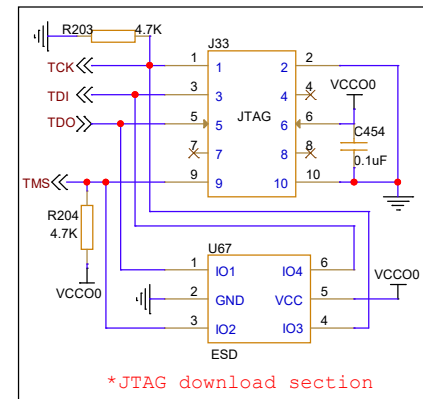 R203 4.7K
J33
TCK 1 1 2 2
VCCO0
TDI 3 3 4 4
JTAG
TDO 5 5 6 6
C454
7 7 8 8
0.1uF
TMS 9 9 10 10
R204
4.7K
U67
VCCO0
1 IO1 IO4 6
VCCO0
2 GND VCC 5
3 IO2 IO3 4
ESD
*JTAG download section